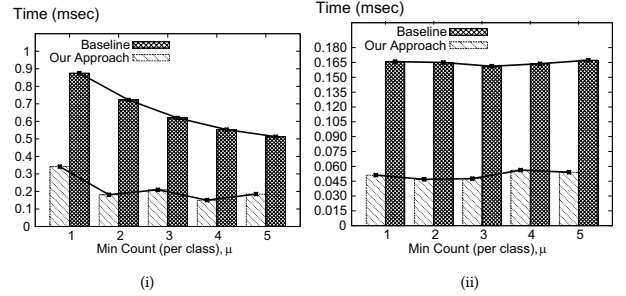 Time (msec)
Baseline
Our Approach
1
0.9
0.8
0.7
0.6
0.5
0.4
0.3
0.2
0.1
0
1 2 3 4 5
Min Count (per class), μ
(i)
Time (msec)
Baseline
Our Approach
0.180
0.165
0.150
0.135
0.120
0.105
0.090
0.075
0.060
0.045
0.030
0.015
0
1 2 3 4 5
Min Count (per class), μ
(ii)